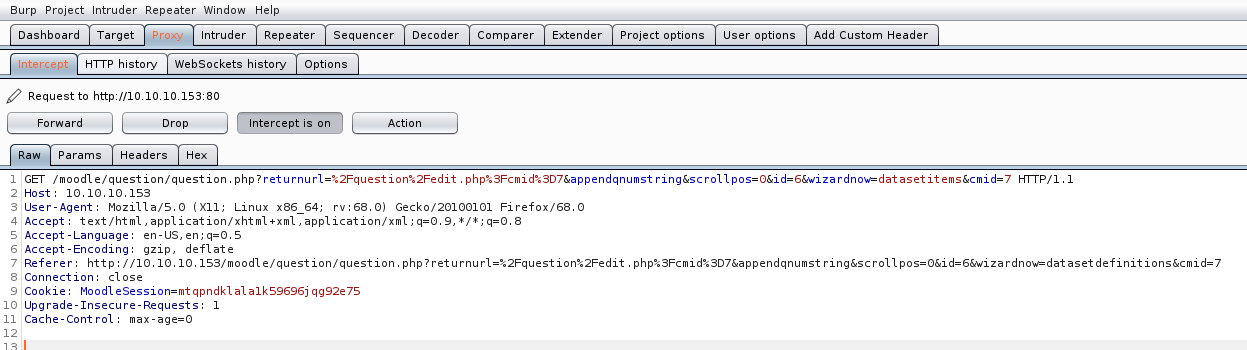 Burp Project Intruder Repeater Window Help
Dashboard Target Proxy Intruder Repeater Sequencer Decoder Comparer Extender Project options User options Add Custom Header
Intercept HTTP history WebSockets history Options
Request to http://10.10.10.153:80
Forward Drop Intercept is on Action
Raw Params Headers Hex
1 GET /moodle/question/question.php?returnurl=%2Fquestion%2Fedit.php%3Fcmid%3D7&appendqnumstring&scrollpos=0&id=6&wizardnow=datasetitems&cmid=7 HTTP/1.1
2 Host: 10.10.10.153
3 User-Agent: Mozilla/5.0 (X11; Linux x86_64; rv:68.0) Gecko/20100101 Firefox/68.0
4 Accept: text/html,application/xhtml+xml,application/xml;q=0.9,*/*;q=0.8
5 Accept-Language: en-US,en;q=0.5
6 Accept-Encoding: gzip, deflate
7 Referer: http://10.10.10.153/moodle/question/question.php?returnurl=%2Fquestion%2Fedit.php%3Fcmid%3D7&appendqnumstring&scrollpos=0&id=6&wizardnow=datasetdefinitions&cmid=7
8 Connection: close
9 Cookie: MoodleSession=mtqpndklala1k59696jqg92e75
10 Upgrade-Insecure-Requests: 1
11 Cache-Control: max-age=0
12
13